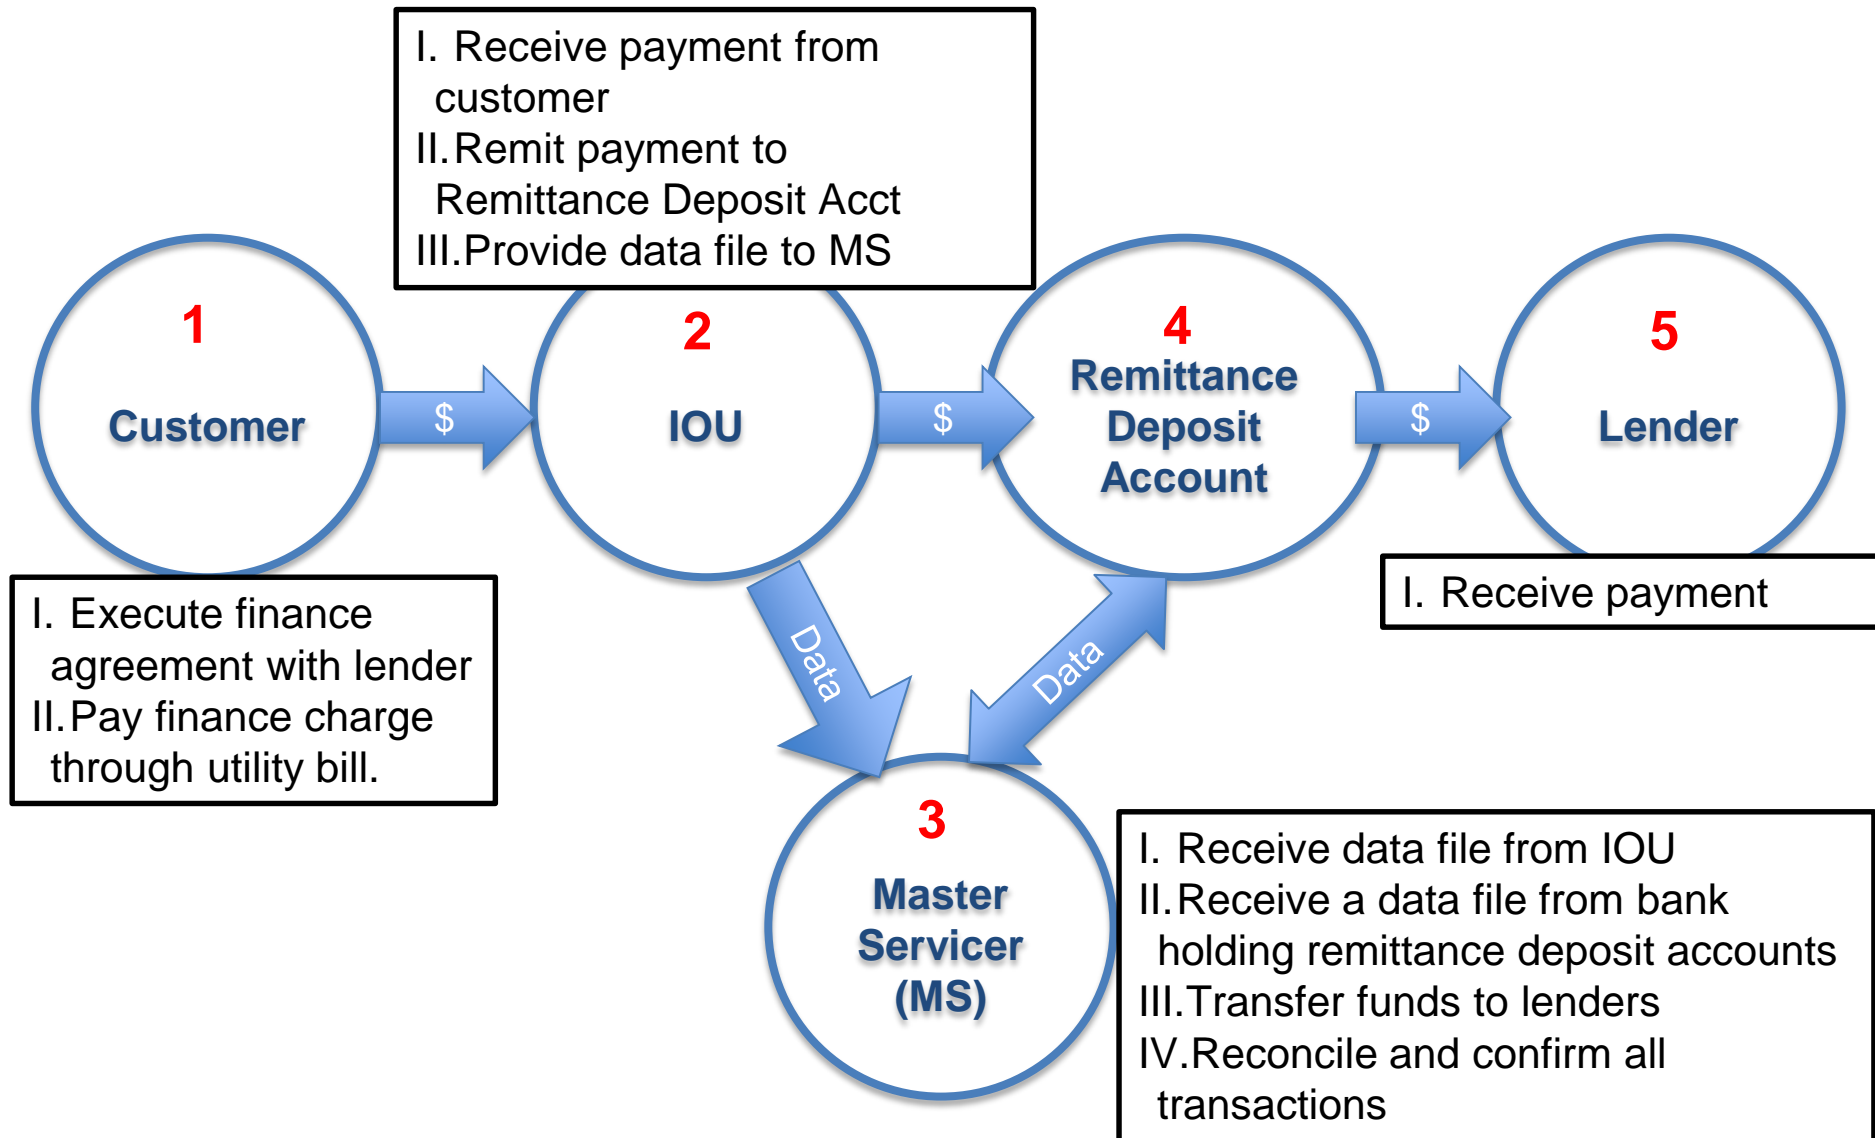 I. Receive payment from
customer
II.Remit payment to
Remittance Deposit Acct
III.Provide data file to MS
1
Customer
$
2
IOU
$
4
Remittance
Deposit
Account
$
5
Lender
I. Execute finance
agreement with lender
II.Pay finance charge
through utility bill.
Data
Data
I. Receive payment
3
Master
Servicer
(MS)
I. Receive data file from IOU
II.Receive a data file from bank
holding remittance deposit accounts
III.Transfer funds to lenders
IV.Reconcile and confirm all
transactions